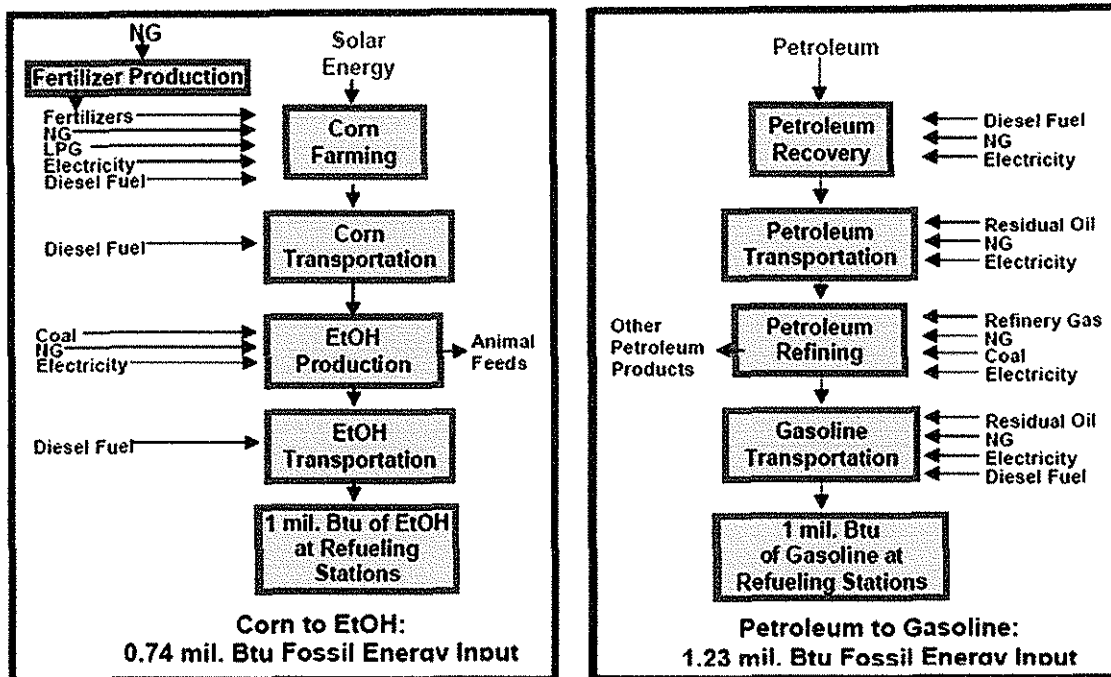 NG
Fertilizer Production
Fertilizers
NG
LPG
Electricity
Diesel Fuel
Solar
Energy
Corn
Farming
Diesel Fuel
Corn
Transportation
Coal
NG
Electricity
EtOH
Production
Animal
Feeds
Diesel Fuel
EtOH
Transportation
1 mil. Btu of EtOH
at Refueling
Stations
Corn to EtOH:
0.74 mil. Btu Fossil Energy Input
Petroleum
Petroleum
Recovery
Diesel Fuel
NG
Electricity
Petroleum
Transportation
Residual Oil
NG
Electricity
Other
Petroleum
Products
Petroleum
Refining
Refinery Gas
NG
Coal
Electricity
Gasoline
Transportation
Residual Oil
NG
Electricity
Diesel Fuel
1 mil. Btu
of Gasoline at
Refueling Stations
Petroleum to Gasoline:
1.23 mil. Btu Fossil Energy Input